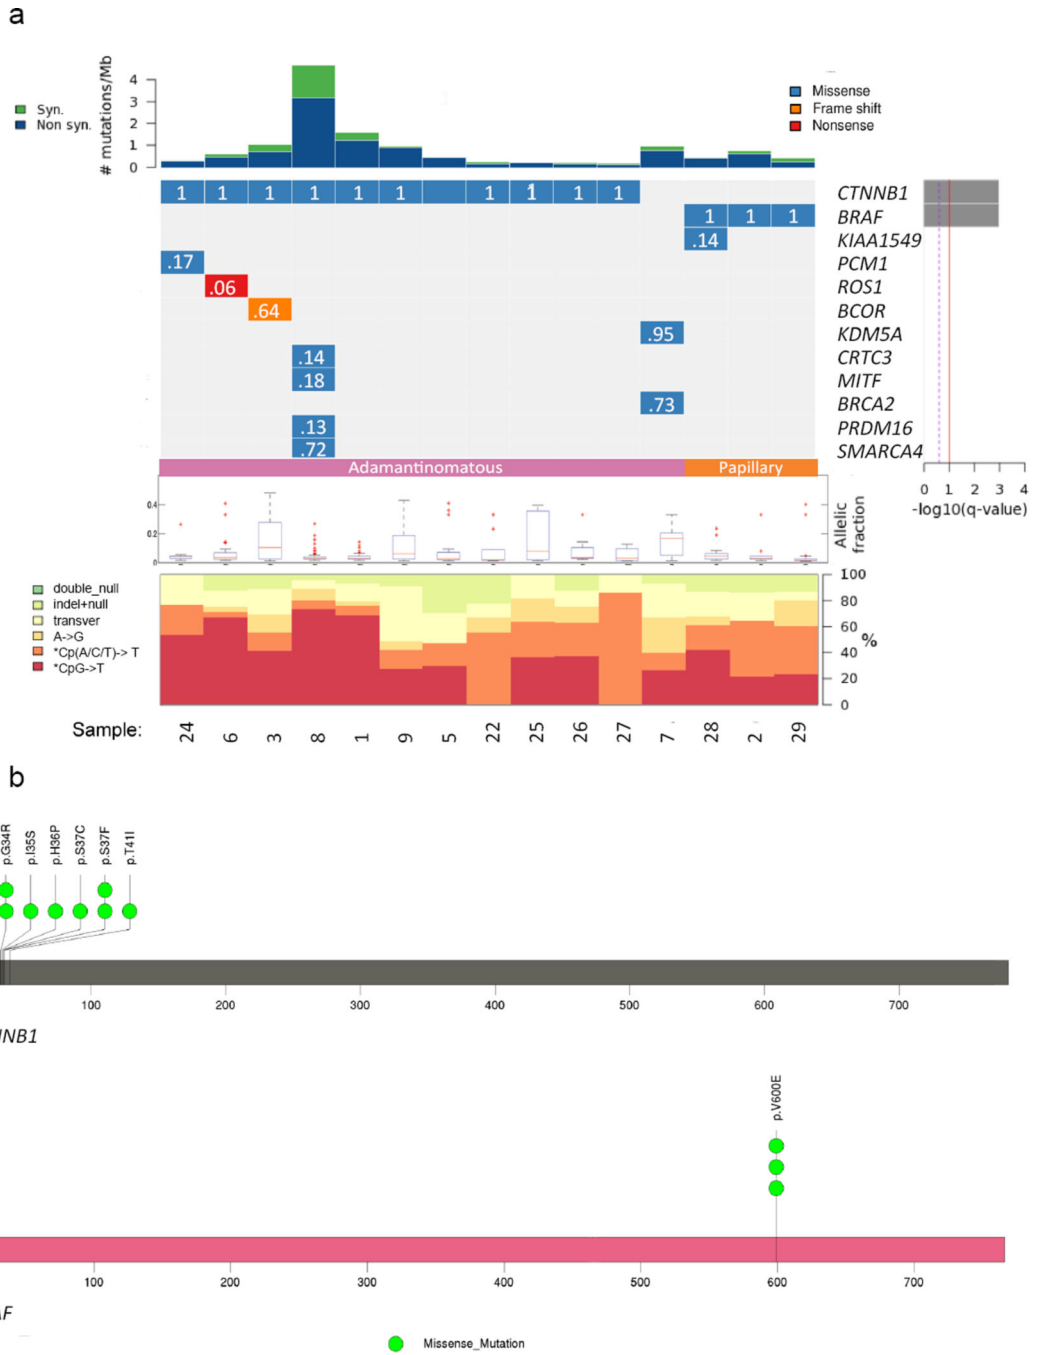 a
# mutations/Mb
4
3
2
1
0
Syn.
Non syn.
Missense
Frame shift
Nonsense
1 1 1 1 1 1 1 1 1 1 CTNNB1
1 1 1 BRAF
.14 KIAA1549
.17 PCM1
.06 ROS1
.64 BCOR
.95 KDM5A
.14 CRTC3
.18 MITF
.73 BRCA2
.13 PRDM16
.72 SMARCA4
Adamantinomatous Papillary
0 1 2 3 4
-log10(q-value)
0.4
0.2
0
Allelic
fraction
double_null
indel+null
transver
A->G
*Cp(A/C/T)-> T
*CpG->T
100
80
60
40
20
0
%
Sample: 24 6 3 8 1 9 5 22 25 26 27 7 28 2 29
b
p.G34R p.I35S p.H36P p.S37C p.S37F p.T41I
100 200 300 400 500 600 700
NB1
p.V600E
100 200 300 400 500 600 700
F
Missense_Mutation